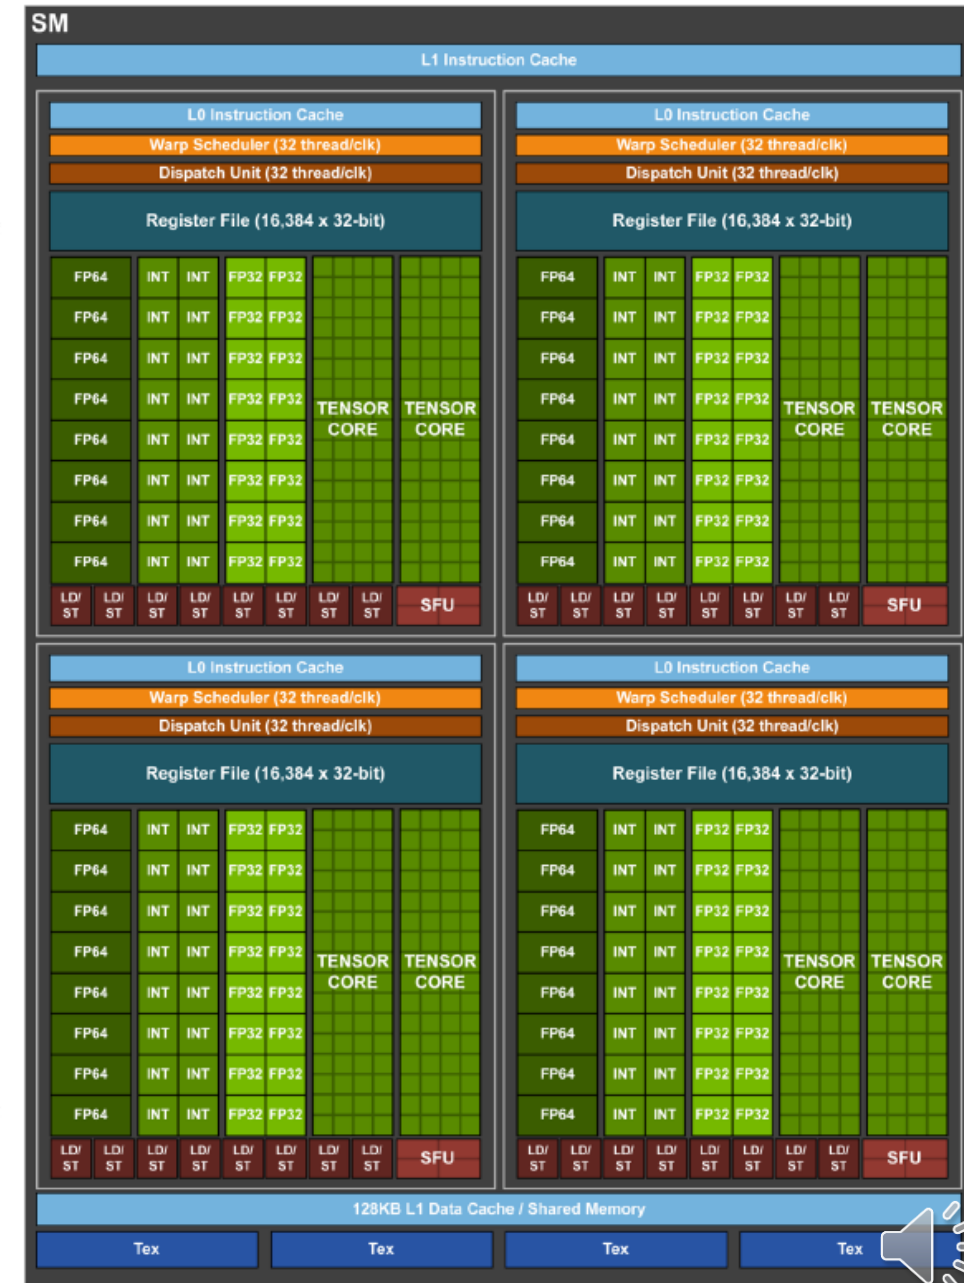 SM
L1 Instruction Cache
L0 Instruction Cache
Warp Scheduler (32 thread/clk)
Dispatch Unit (32 thread/clk)
Register File (16,384 x 32-bit)
FP64 INT INT FP32 FP32
FP64 INT INT FP32 FP32
FP64 INT INT FP32 FP32
FP64 INT INT FP32 FP32
TENSOR CORE TENSOR CORE
FP64 INT INT FP32 FP32
FP64 INT INT FP32 FP32
FP64 INT INT FP32 FP32
FP64 INT INT FP32 FP32
LD/ST LD/ST LD/ST LD/ST LD/ST LD/ST LD/ST LD/ST SFU
L0 Instruction Cache
Warp Scheduler (32 thread/clk)
Dispatch Unit (32 thread/clk)
Register File (16,384 x 32-bit)
FP64 INT INT FP32 FP32
FP64 INT INT FP32 FP32
FP64 INT INT FP32 FP32
FP64 INT INT FP32 FP32
TENSOR CORE TENSOR CORE
FP64 INT INT FP32 FP32
FP64 INT INT FP32 FP32
FP64 INT INT FP32 FP32
FP64 INT INT FP32 FP32
LD/ST LD/ST LD/ST LD/ST LD/ST LD/ST LD/ST LD/ST SFU
L0 Instruction Cache
Warp Scheduler (32 thread/clk)
Dispatch Unit (32 thread/clk)
Register File (16,384 x 32-bit)
FP64 INT INT FP32 FP32
FP64 INT INT FP32 FP32
FP64 INT INT FP32 FP32
FP64 INT INT FP32 FP32
TENSOR CORE TENSOR CORE
FP64 INT INT FP32 FP32
FP64 INT INT FP32 FP32
FP64 INT INT FP32 FP32
FP64 INT INT FP32 FP32
LD/ST LD/ST LD/ST LD/ST LD/ST LD/ST LD/ST LD/ST SFU
L0 Instruction Cache
Warp Scheduler (32 thread/clk)
Dispatch Unit (32 thread/clk)
Register File (16,384 x 32-bit)
FP64 INT INT FP32 FP32
FP64 INT INT FP32 FP32
FP64 INT INT FP32 FP32
FP64 INT INT FP32 FP32
TENSOR CORE TENSOR CORE
FP64 INT INT FP32 FP32
FP64 INT INT FP32 FP32
FP64 INT INT FP32 FP32
FP64 INT INT FP32 FP32
LD/ST LD/ST LD/ST LD/ST LD/ST LD/ST LD/ST LD/ST SFU
128KB L1 Data Cache / Shared Memory
Tex Tex Tex Tex